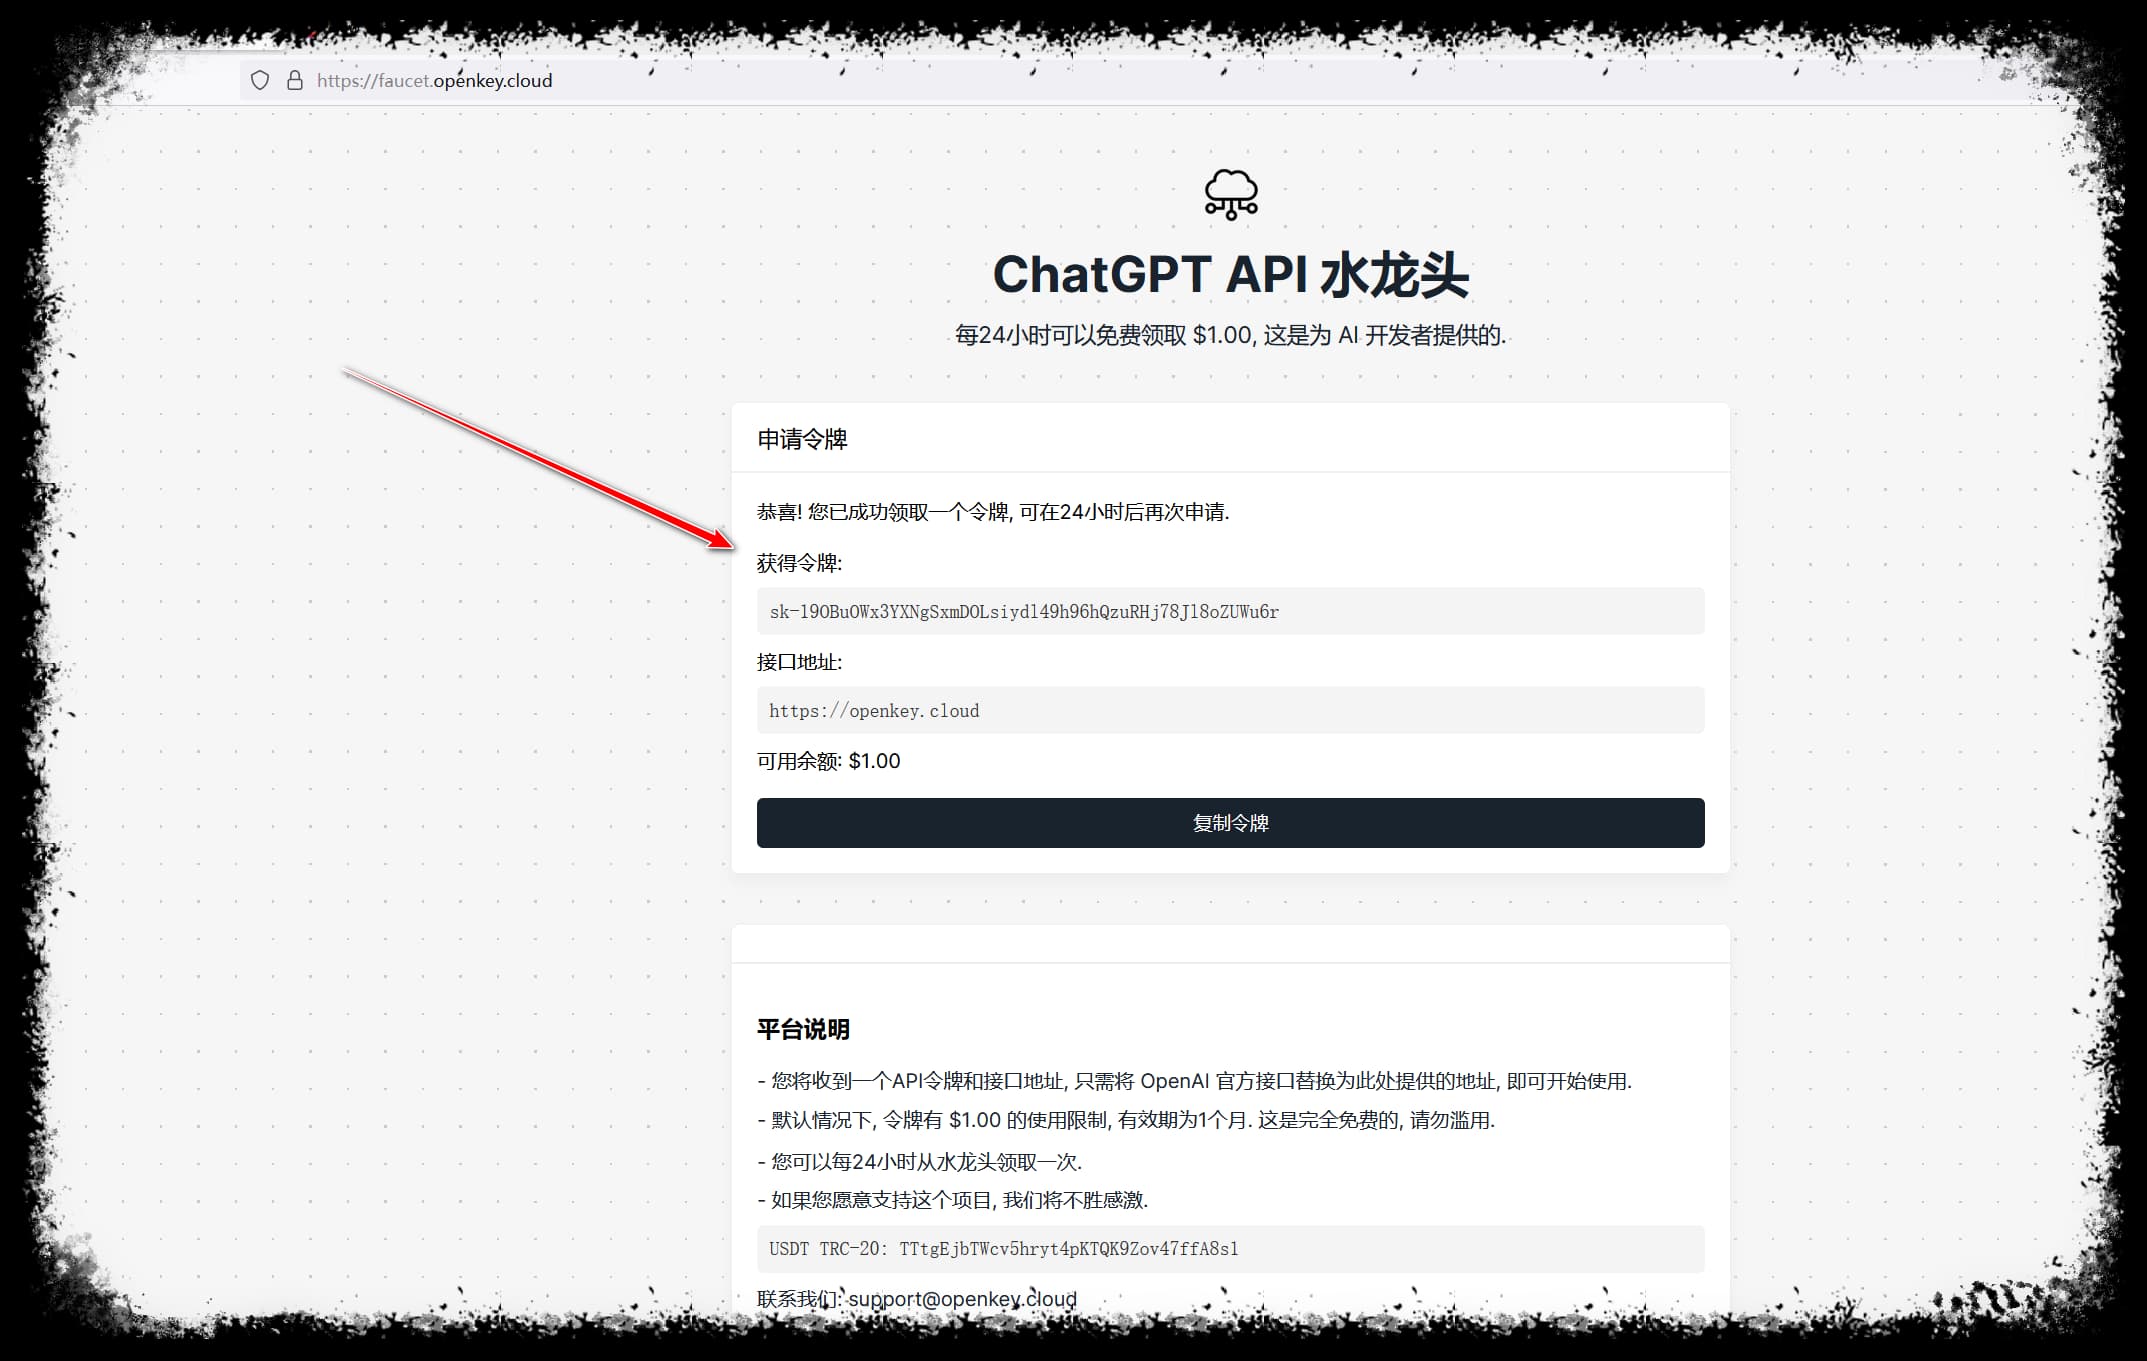 https://faucet.openkey.cloud
ChatGPT API 水龙头
每24小时可以免费领取 $1.00, 这是为 AI 开发者提供的.
申请令牌
恭喜! 您已成功领取一个令牌, 可在24小时后再次申请.
获得令牌:
sk-19OBuOWx3YXNgSxmDOLsiydl49h96hQzuRHj78Jl8oZUWu6r
接口地址:
https://openkey.cloud
可用余额: $1.00
复制令牌
平台说明
- 您将收到一个API令牌和接口地址, 只需将 OpenAI 官方接口替换为此处提供的地址, 即可开始使用.
- 默认情况下, 令牌有 $1.00 的使用限制, 有效期为1个月. 这是完全免费的, 请勿滥用.
- 您可以每24小时从水龙头领取一次.
- 如果您愿意支持这个项目, 我们将不胜感激.
USDT TRC-20: TTtgEjbTWcv5hryt4pKTQK9Zov47ffA8s1
联系我们: support@openkey.cloud